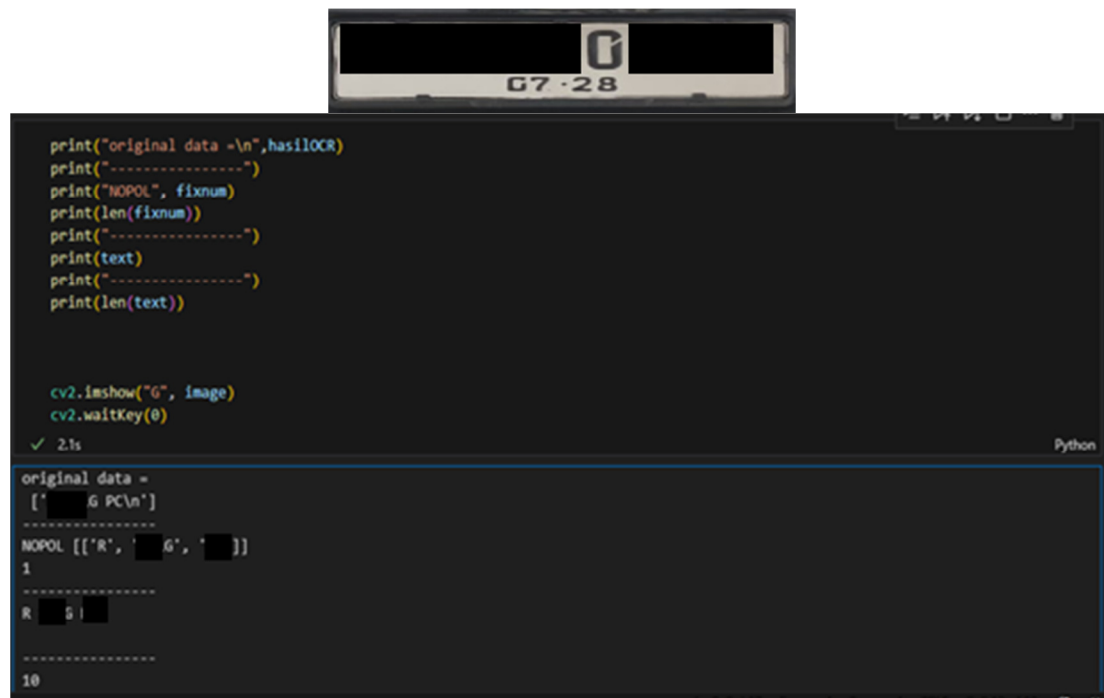 07·28
print("original data =\n",hasilOCR)
print("----------------")
print("NOPOL", fixnum)
print(len(fixnum))
print("----------------")
print(text)
print("----------------")
print(len(text))
cv2.imshow("G", image)
cv2.waitKey(0)
✓ 2.1s
Python
original data =
[' G PC\n']
----------------
NOPOL [['R', ' G', ' ']]
1
----------------
R G
----------------
10